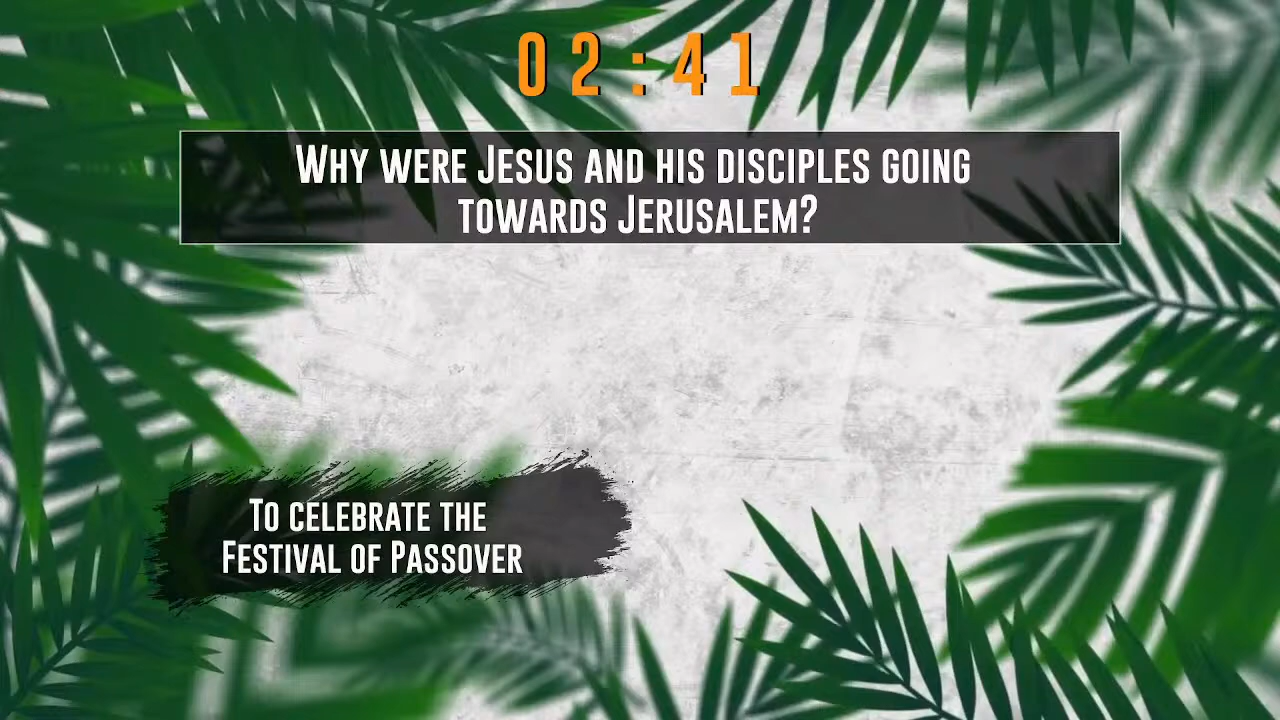 02:41
Why were Jesus and his disciples going
towards Jerusalem?
To celebrate the
Festival of Passover